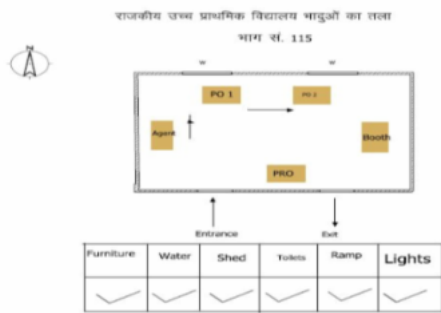 राजकीय उच्च प्राथमिक विद्यालय भादुओं का तला
भाग सं. 115
N
W W
PO 1 PO 2
Agent
Booth
PRO
Entrance Exit
Furniture Water Shed Toilets Ramp Lights